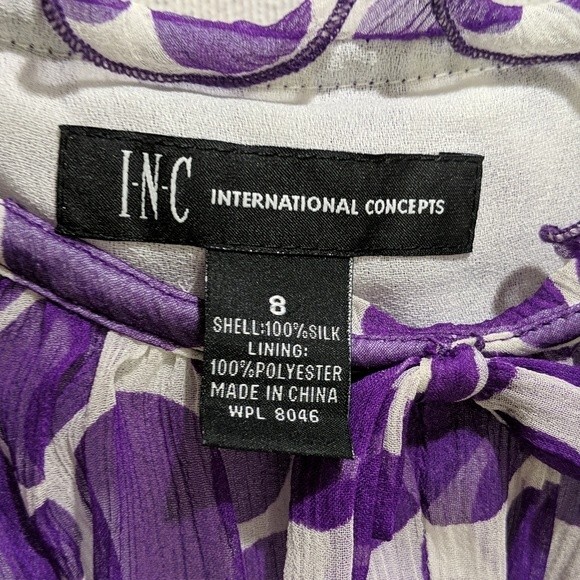 I-N-C INTERNATIONAL CONCEPTS
8
SHELL:100%SILK
LINING:
100%POLYESTER
MADE IN CHINA
WPL 8046